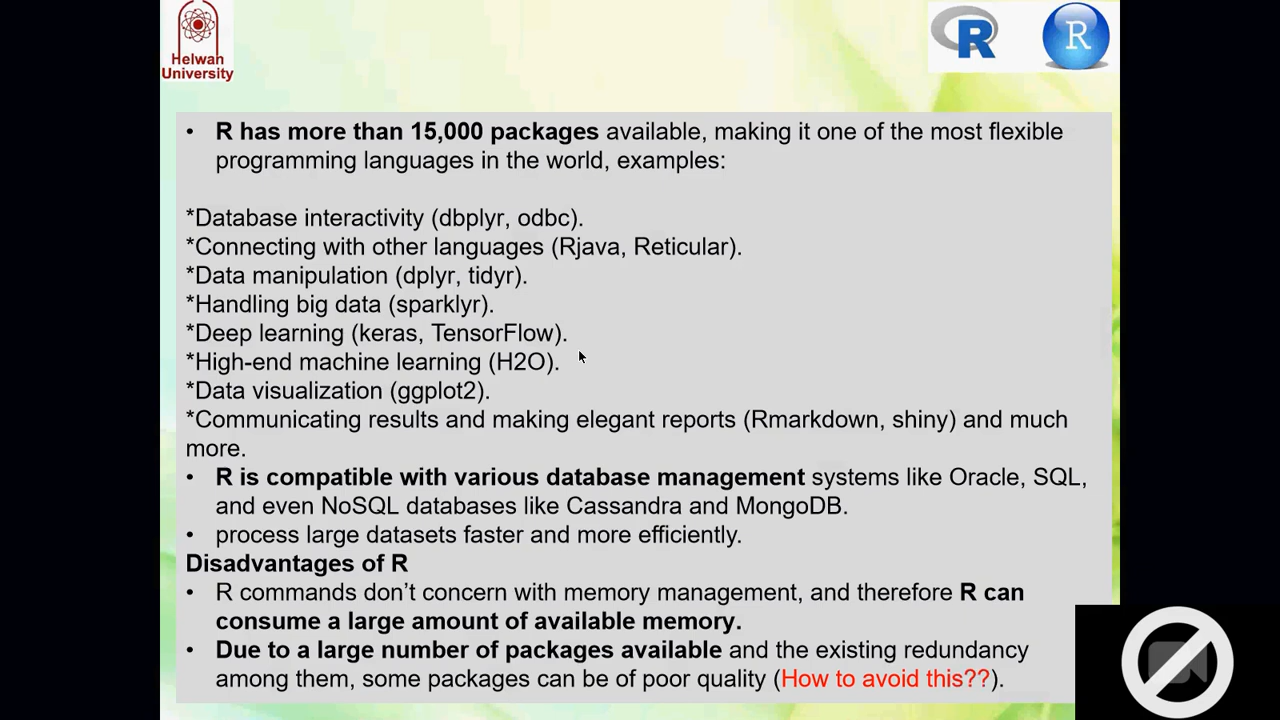 Helwan
University
R
R
• R has more than 15,000 packages available, making it one of the most flexible
programming languages in the world, examples:
*Database interactivity (dbplyr, odbc).
*Connecting with other languages (Rjava, Reticular).
*Data manipulation (dplyr, tidyr).
*Handling big data (sparklyr).
*Deep learning (keras, TensorFlow).
*High-end machine learning (H2O).
*Data visualization (ggplot2).
*Communicating results and making elegant reports (Rmarkdown, shiny) and much
more.
• R is compatible with various database management systems like Oracle, SQL,
and even NoSQL databases like Cassandra and MongoDB.
• process large datasets faster and more efficiently.
Disadvantages of R
• R commands don’t concern with memory management, and therefore R can
consume a large amount of available memory.
• Due to a large number of packages available and the existing redundancy
among them, some packages can be of poor quality (How to avoid this??).